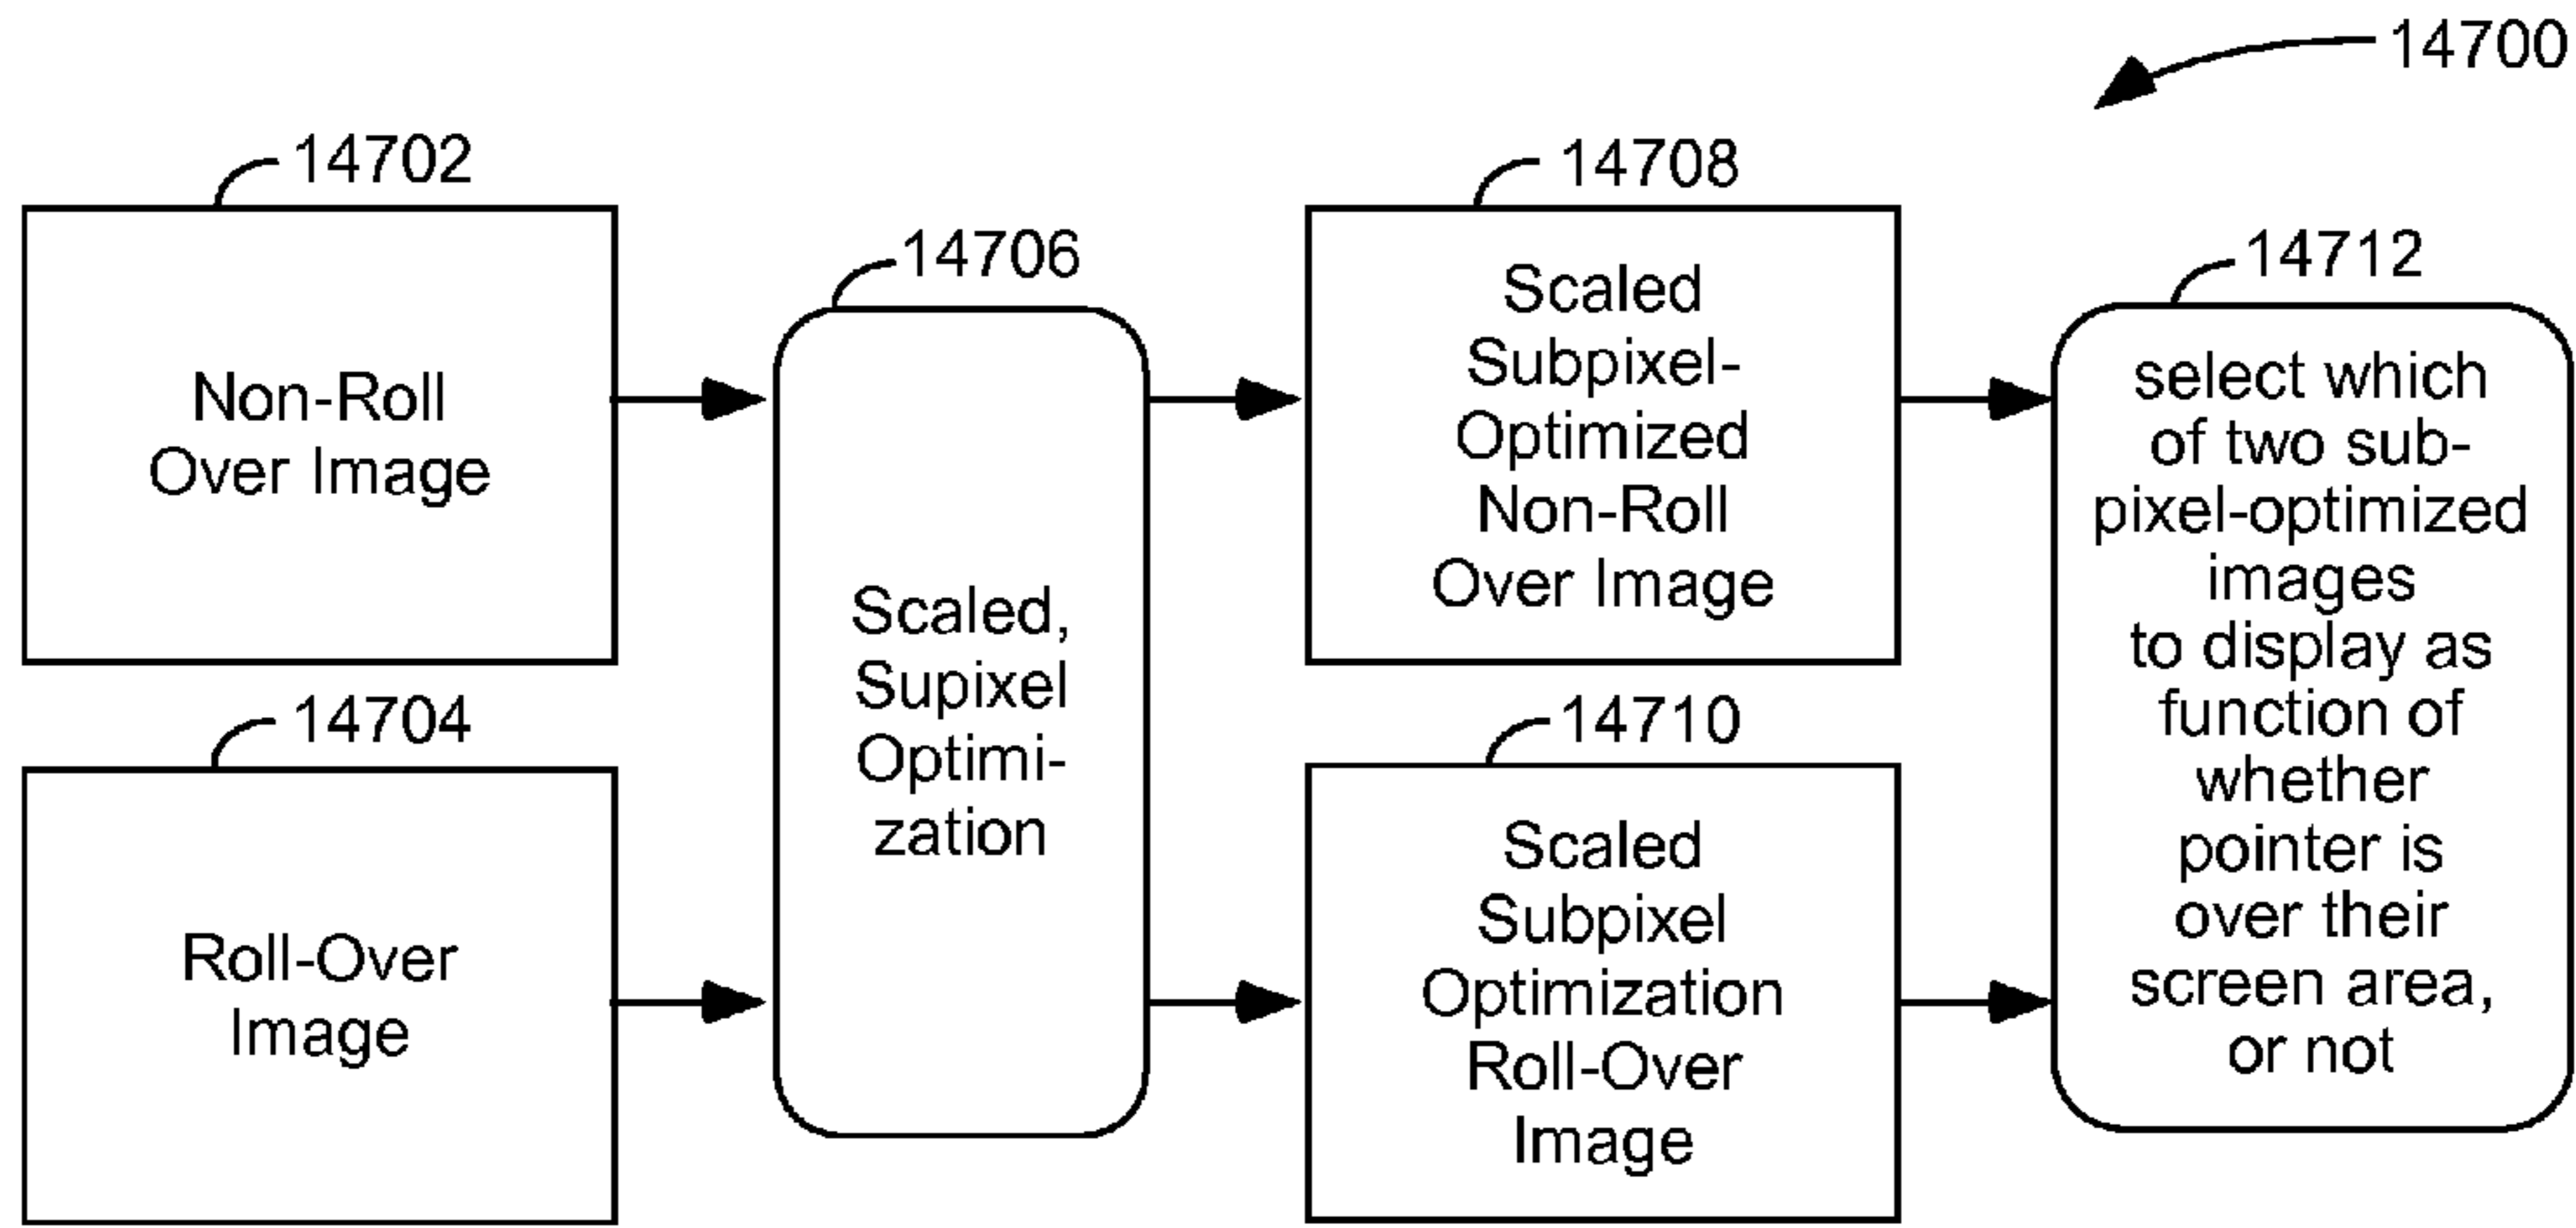 14700
14702
Non-Roll
Over Image
14704
Roll-Over
Image
14706
Scaled,
Supixel
Optimi-
zation
14708
Scaled
Subpixel-
Optimized
Non-Roll
Over Image
14710
Scaled
Subpixel
Optimization
Roll-Over
Image
14712
select which
of two sub-
pixel-optimized
images
to display as
function of
whether
pointer is
over their
screen area,
or not